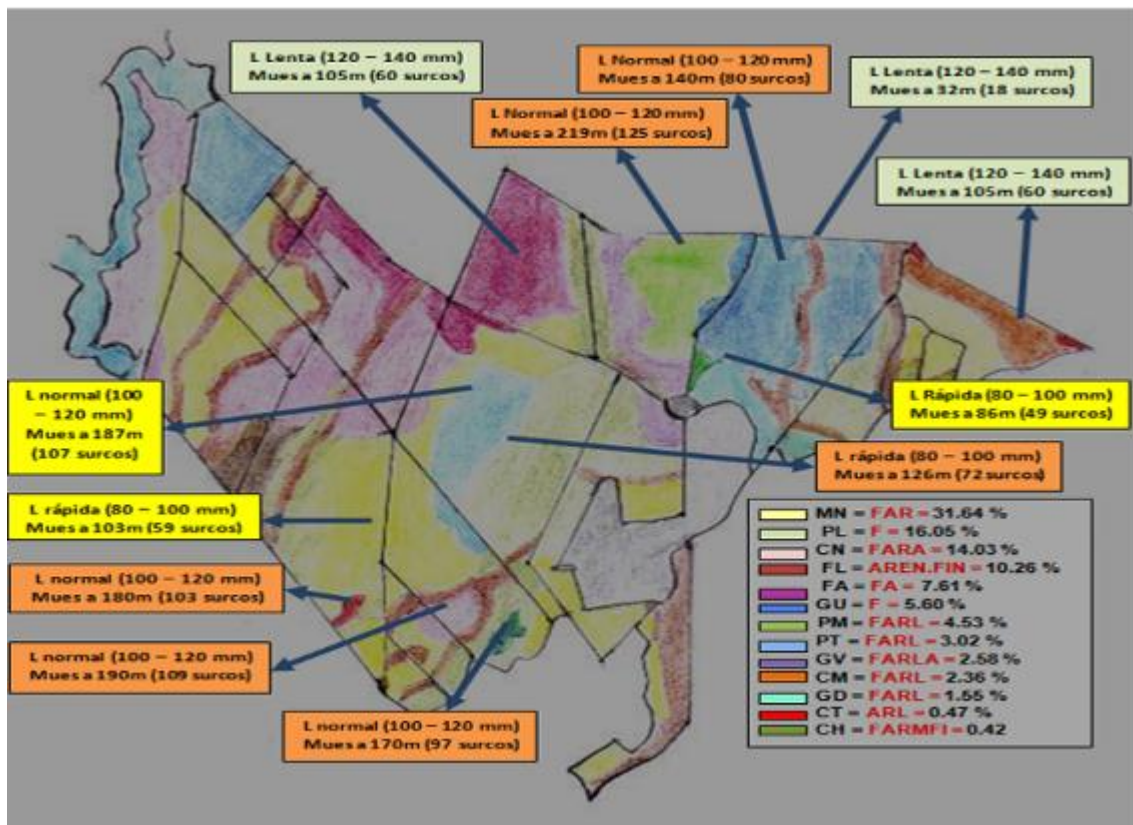 L Lenta (120 – 140 mm)
Mues a 105m (60 surcos)
L Normal (100 – 120 mm)
Mues a 140m (80 surcos)
L Lenta (120 – 140 mm)
Mues a 32m (18 surcos)
L Normal (100 – 120 mm)
Mues a 219m (125 surcos)
L Lenta (120 – 140 mm)
Mues a 105m (60 surcos)
L normal (100
– 120 mm)
Mues a 187m
(107 surcos)
L Rápida (80 – 100 mm)
Mues a 86m (49 surcos)
L rápida (80 – 100 mm)
Mues a 126m (72 surcos)
L rápida (80 – 100 mm)
Mues a 103m (59 surcos)
L normal (100 – 120 mm)
Mues a 180m (103 surcos)
L normal (100 – 120 mm)
Mues a 190m (109 surcos)
L normal (100 – 120 mm)
Mues a 170m (97 surcos)
MN = FAR = 31.64 %
PL = F = 16.05 %
CN = FARA = 14.03 %
FL = AREN.FIN = 10.26 %
FA = FA = 7.61 %
GU = F = 5.60 %
PM = FARL = 4.53 %
PT = FARL = 3.02 %
GV = FARLA = 2.58 %
CM = FARL = 2.36 %
GD = FARL = 1.55 %
CT = ARL = 0.47 %
CH = FARMFI = 0.42